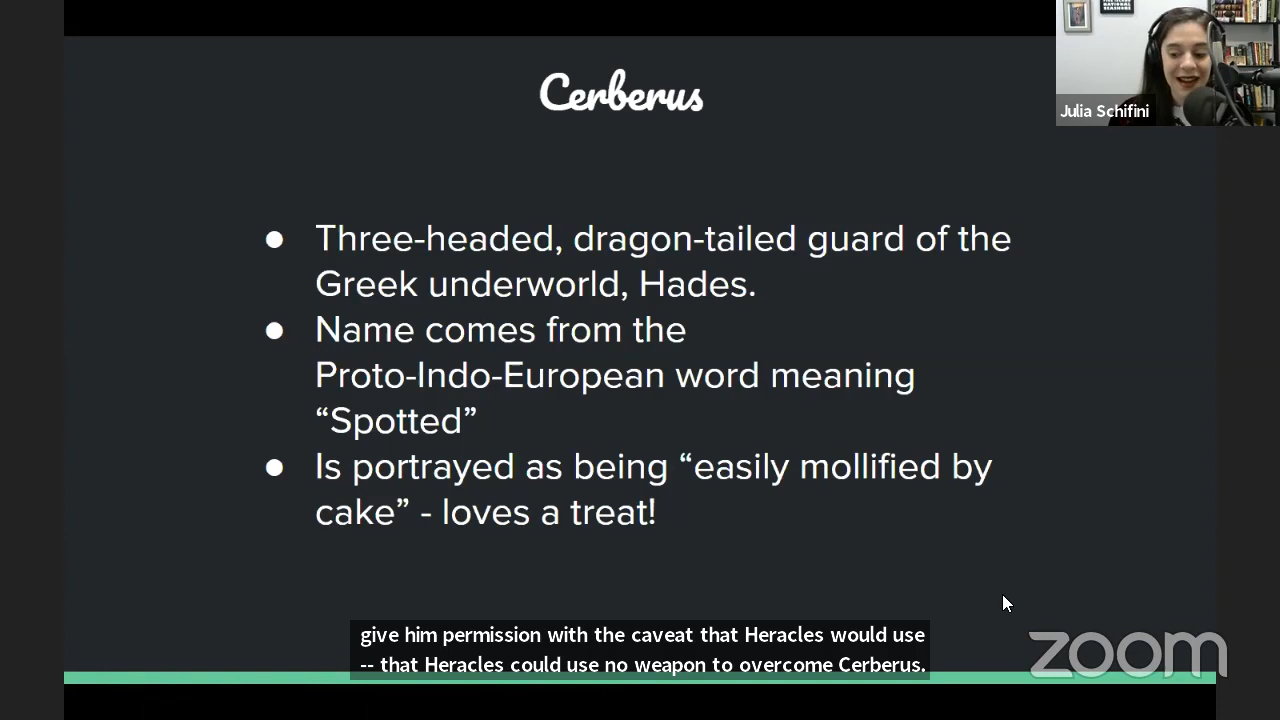 Cerberus
Julia Schifini
● Three-headed, dragon-tailed guard of the
Greek underworld, Hades.
● Name comes from the
Proto-Indo-European word meaning
“Spotted”
● Is portrayed as being “easily mollified by
cake” - loves a treat!
give him permission with the caveat that Heracles would use
-- that Heracles could use no weapon to overcome Cerberus.
zoom